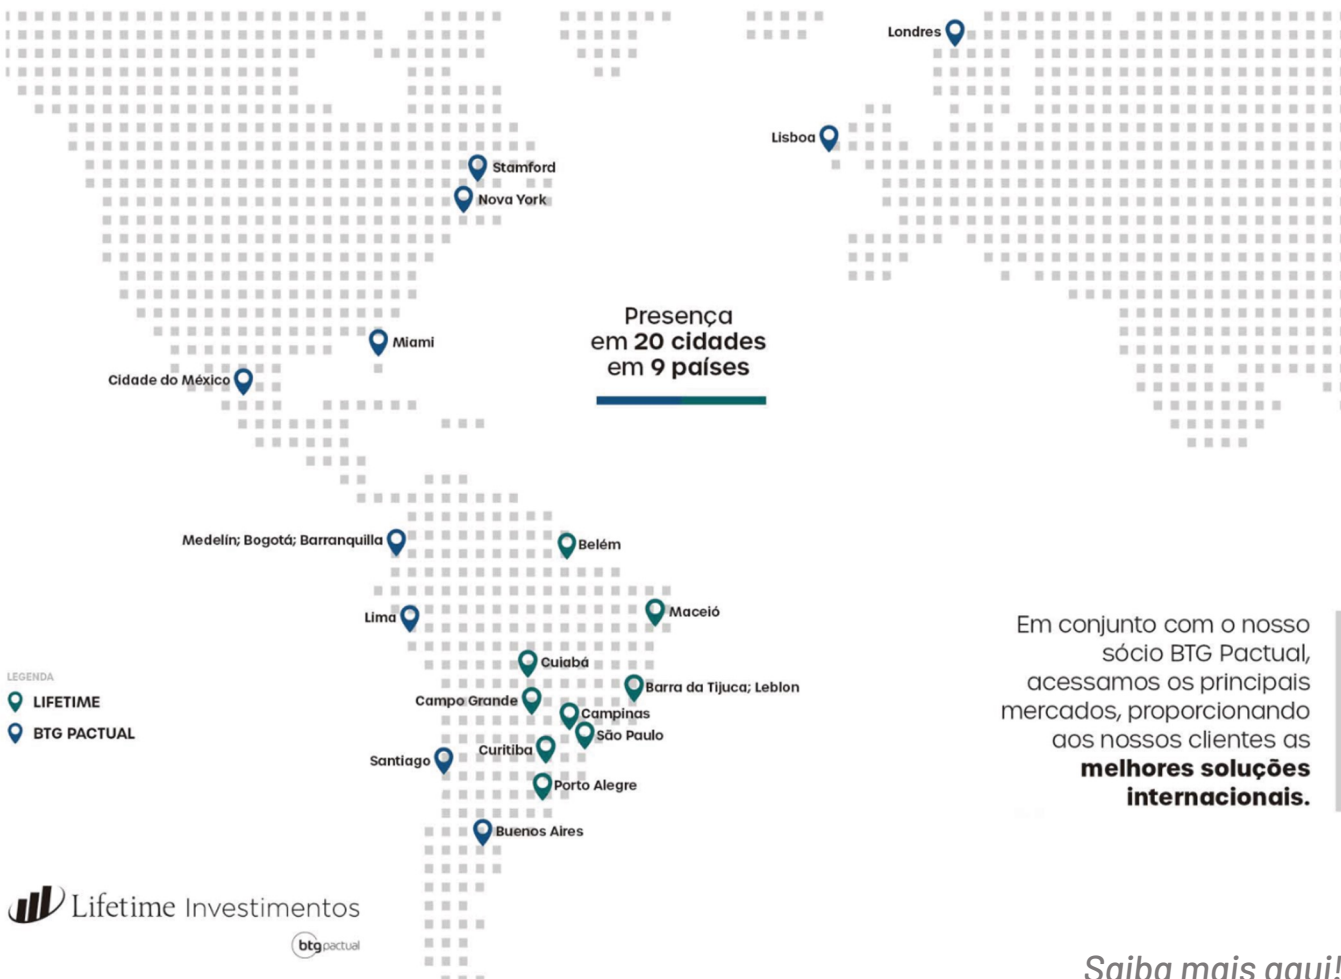 Londres
Lisboa
Stamford
Nova York
Presença
em 20 cidades
em 9 países
Miami
Cidade do México
Medelín; Bogotá; Barranquilla
Belém
Lima
Maceió
Cuiabá
Campo Grande
Barra da Tijuca; Leblon
Campinas
São Paulo
Curitiba
Santiago
Porto Alegre
Buenos Aires
LEGENDA
LIFETIME
BTG PACTUAL
Em conjunto com o nosso
sócio BTG Pactual,
acessamos os principais
mercados, proporcionando
aos nossos clientes as
melhores soluções
internacionais.
Lifetime Investimentos
btgpactual
Saiba mais aqui!